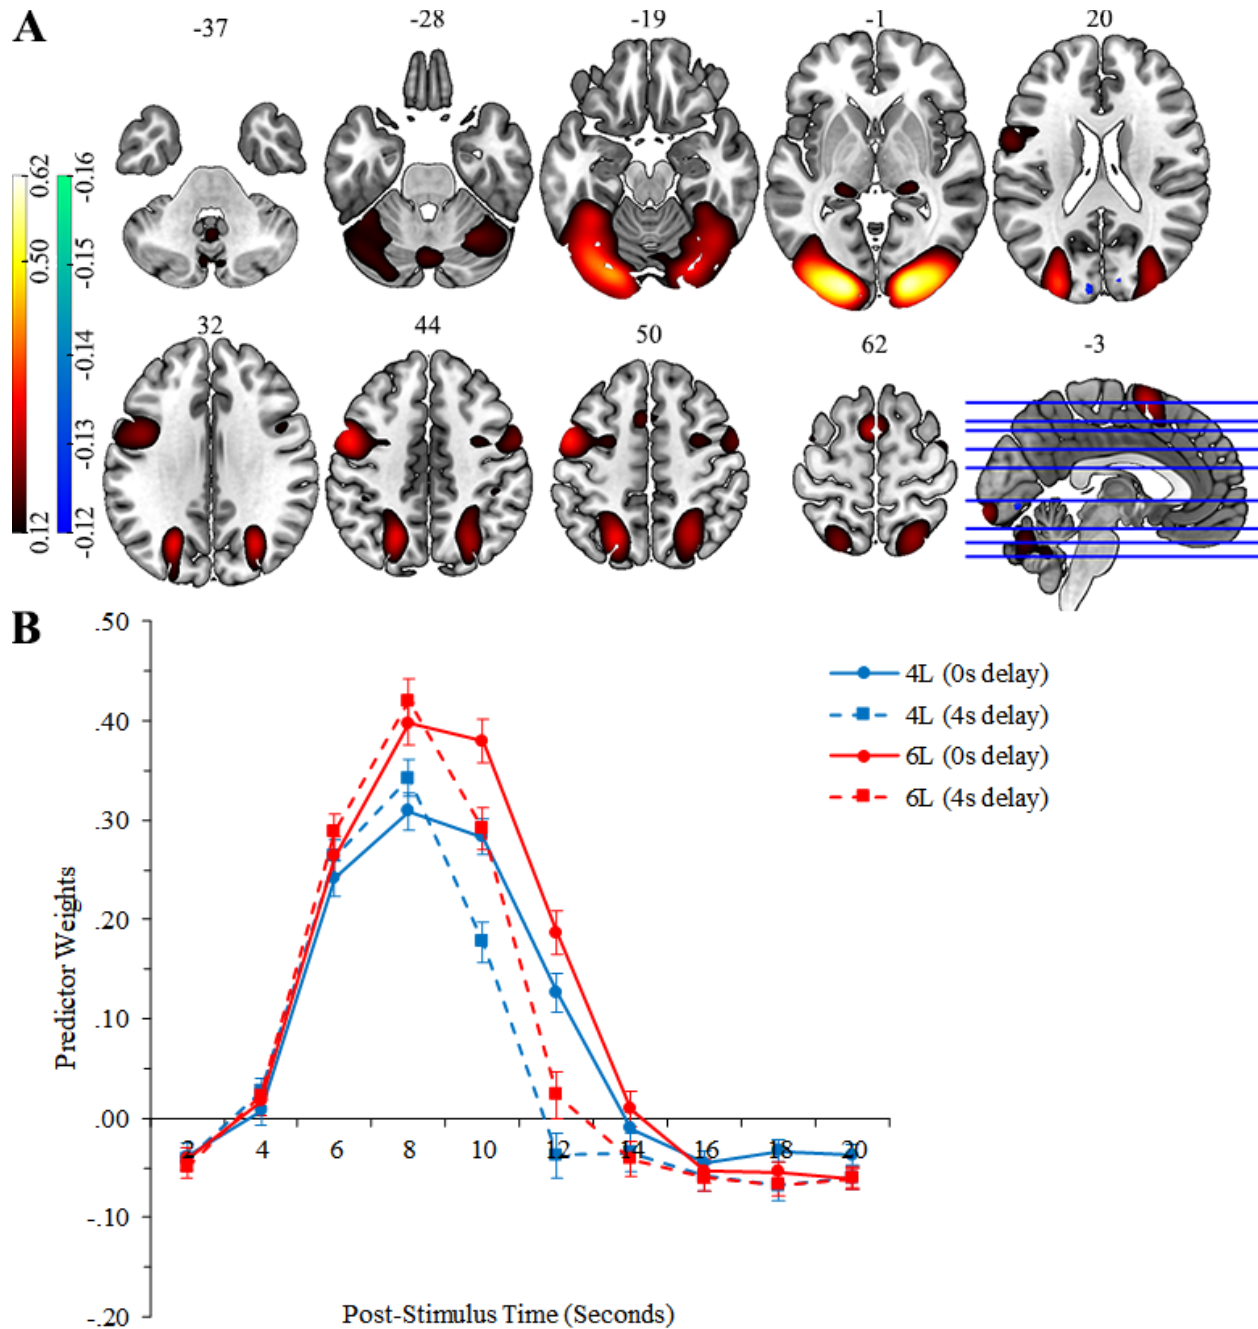 A
-37
-28
-19
-1
20
0.62
0.50
0.12
-0.16
-0.15
-0.14
-0.13
-0.12
32
44
50
62
-3
B
.50
.40
.30
.20
.10
.00
-.10
-.20
Predictor Weights
2 4 6 8 10 12 14 16 18 20
Post-Stimulus Time (Seconds)
4L (0s delay)
4L (4s delay)
6L (0s delay)
6L (4s delay)